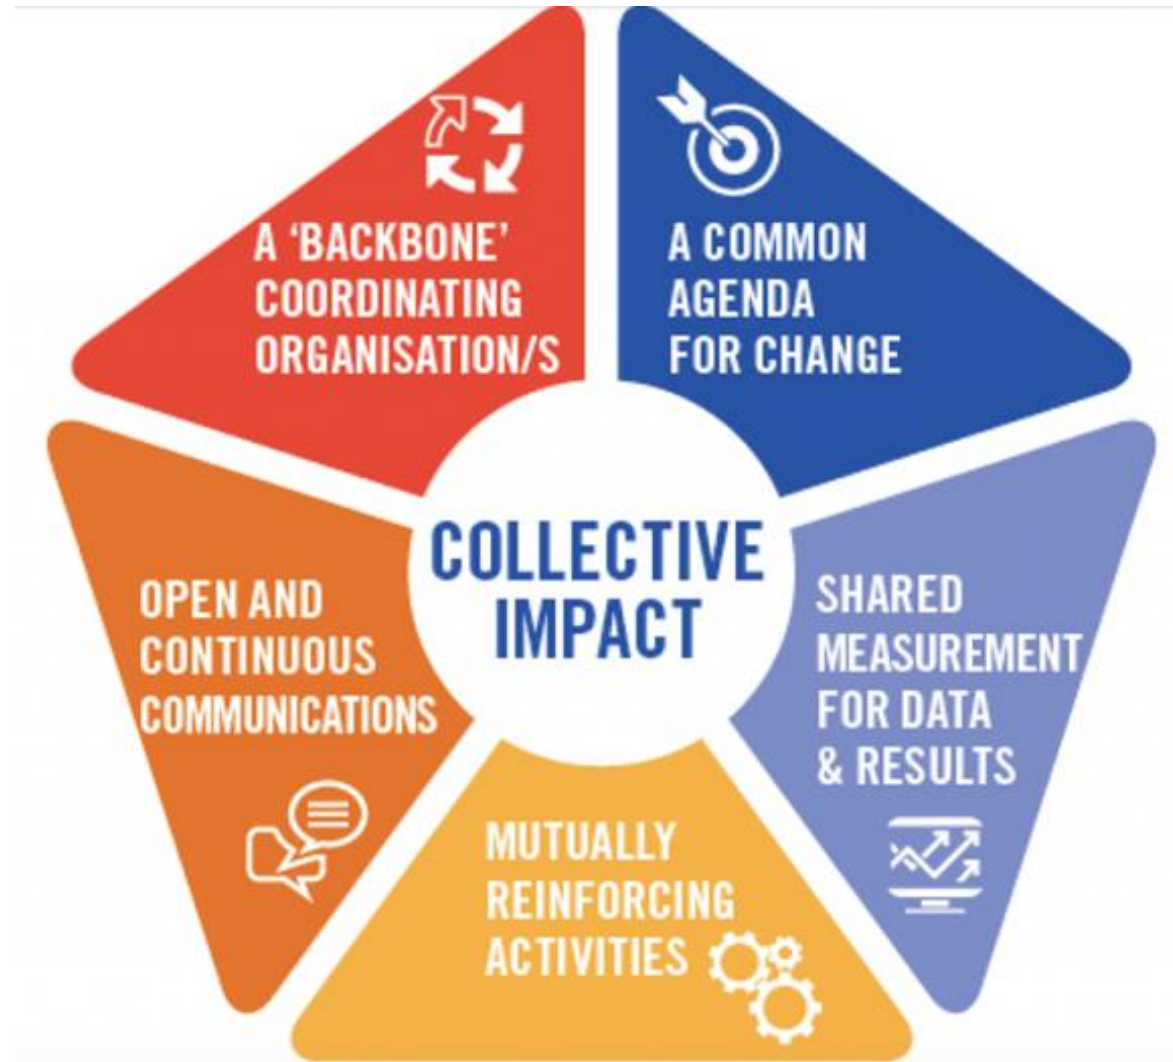 A 'BACKBONE'
COORDINATING
ORGANISATION/S
A COMMON
AGENDA
FOR CHANGE
COLLECTIVE
IMPACT
OPEN AND
CONTINUOUS
COMMUNICATIONS
SHARED
MEASUREMENT
FOR DATA
& RESULTS
MUTUALLY
REINFORCING
ACTIVITIES